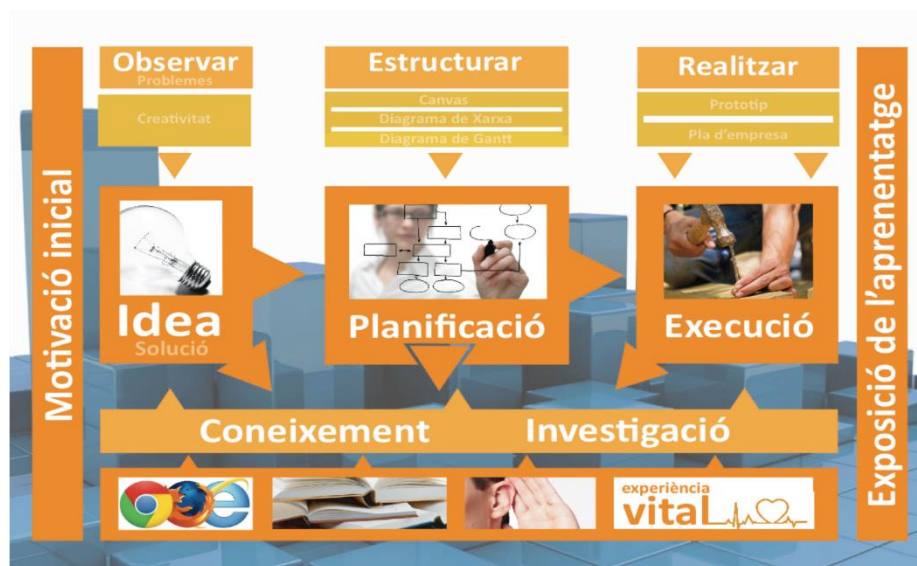 Motivació inicial
Observar
Problemes
Creativitat
Estructurar
Canvas
Diagrama de Xarxa
Diagrama de Gantt
Realitzar
Prototip
Pla d'empresa
Idea
Solució
Planificació
Execució
Coneixement
Investigació
experiència
vital
Exposició de l'aprenentatge